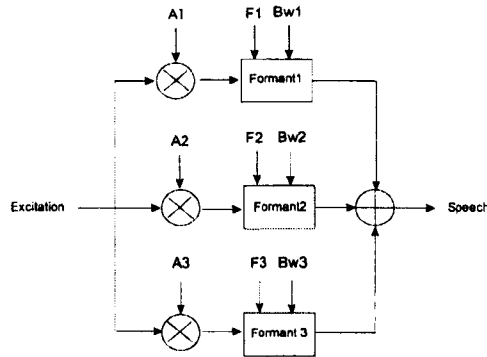 A1
F1 Bw1
Formant1
A2
F2 Bw2
Excitation
Formant2
Speech
A3
F3 Bw3
Formant 3